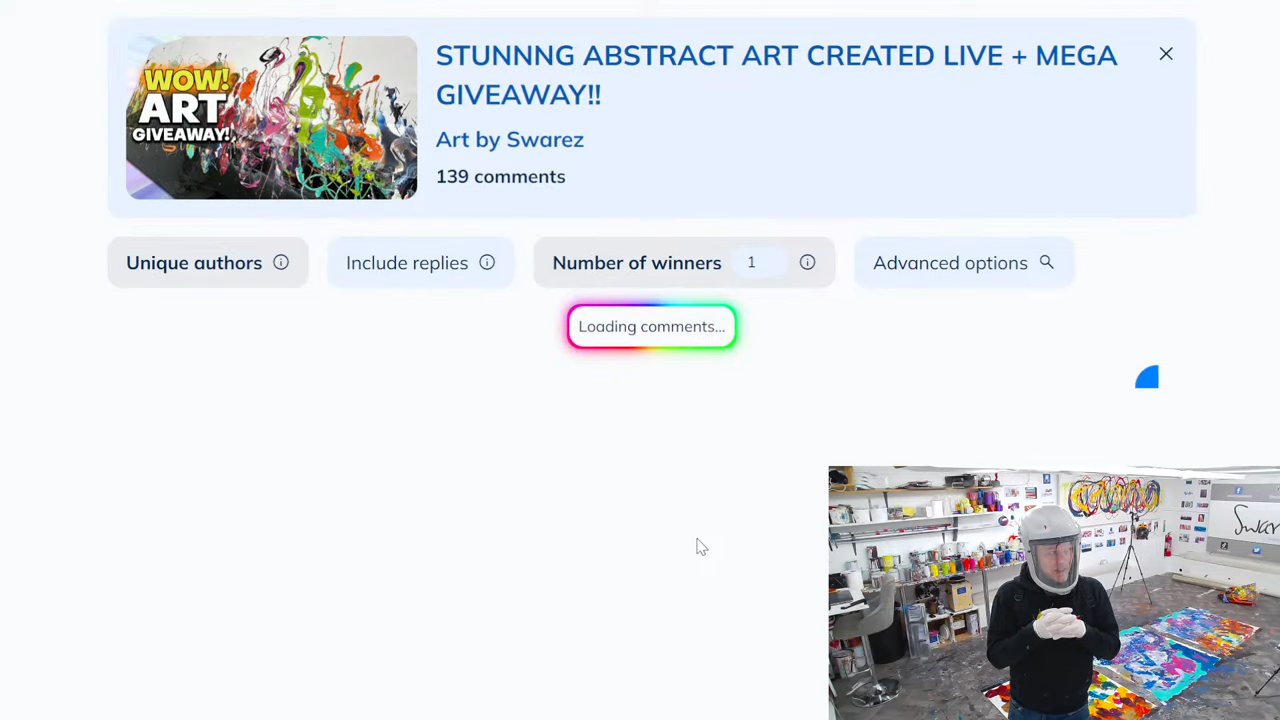 STUNNNG ABSTRACT ART CREATED LIVE + MEGA
GIVEAWAY!!
WOW!
ART
GIVEAWAY!
Art by Swarez
139 comments
Unique authors
Include replies
Number of winners 1
Advanced options
Loading comments...